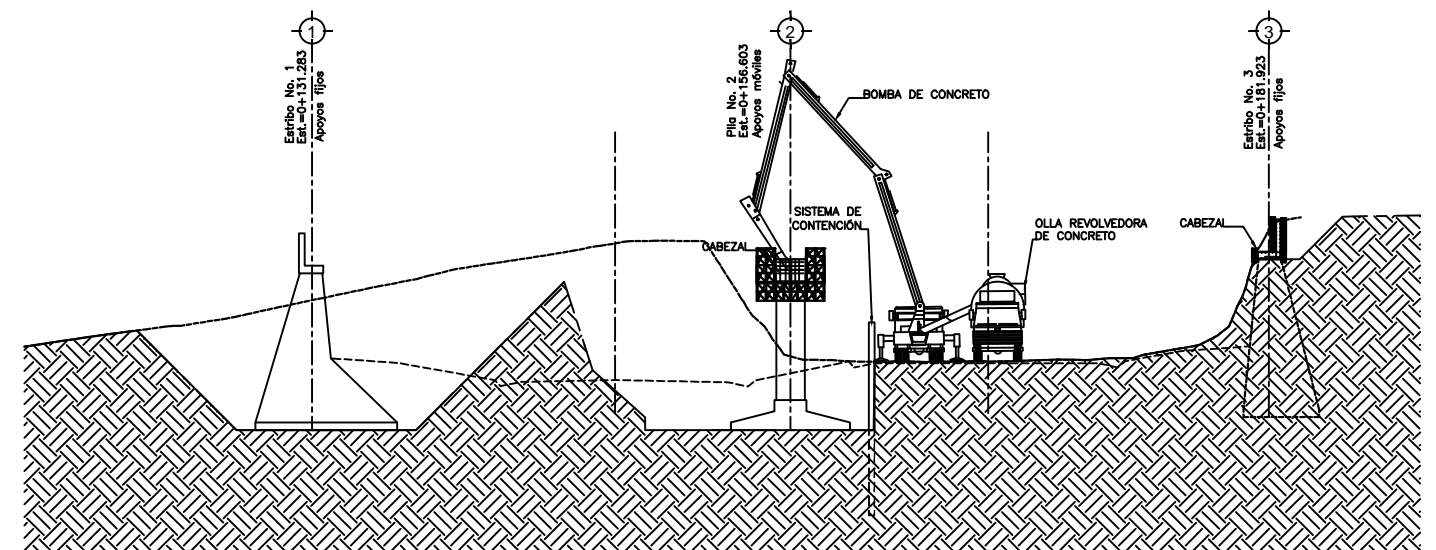 1
Estribo No. 1
Est.=0+131.283
Apoyos fijos
2
Pila No. 2
Est.=0+156.603
Apoyos móviles
BOMBA DE CONCRETO
3
Estribo No. 3
Est.=0+181.923
Apoyos fijos
SISTEMA DE
CONTENCIÓN
OLLA REVOLVEDORA
DE CONCRETO
CABEZAL
CABEZAL